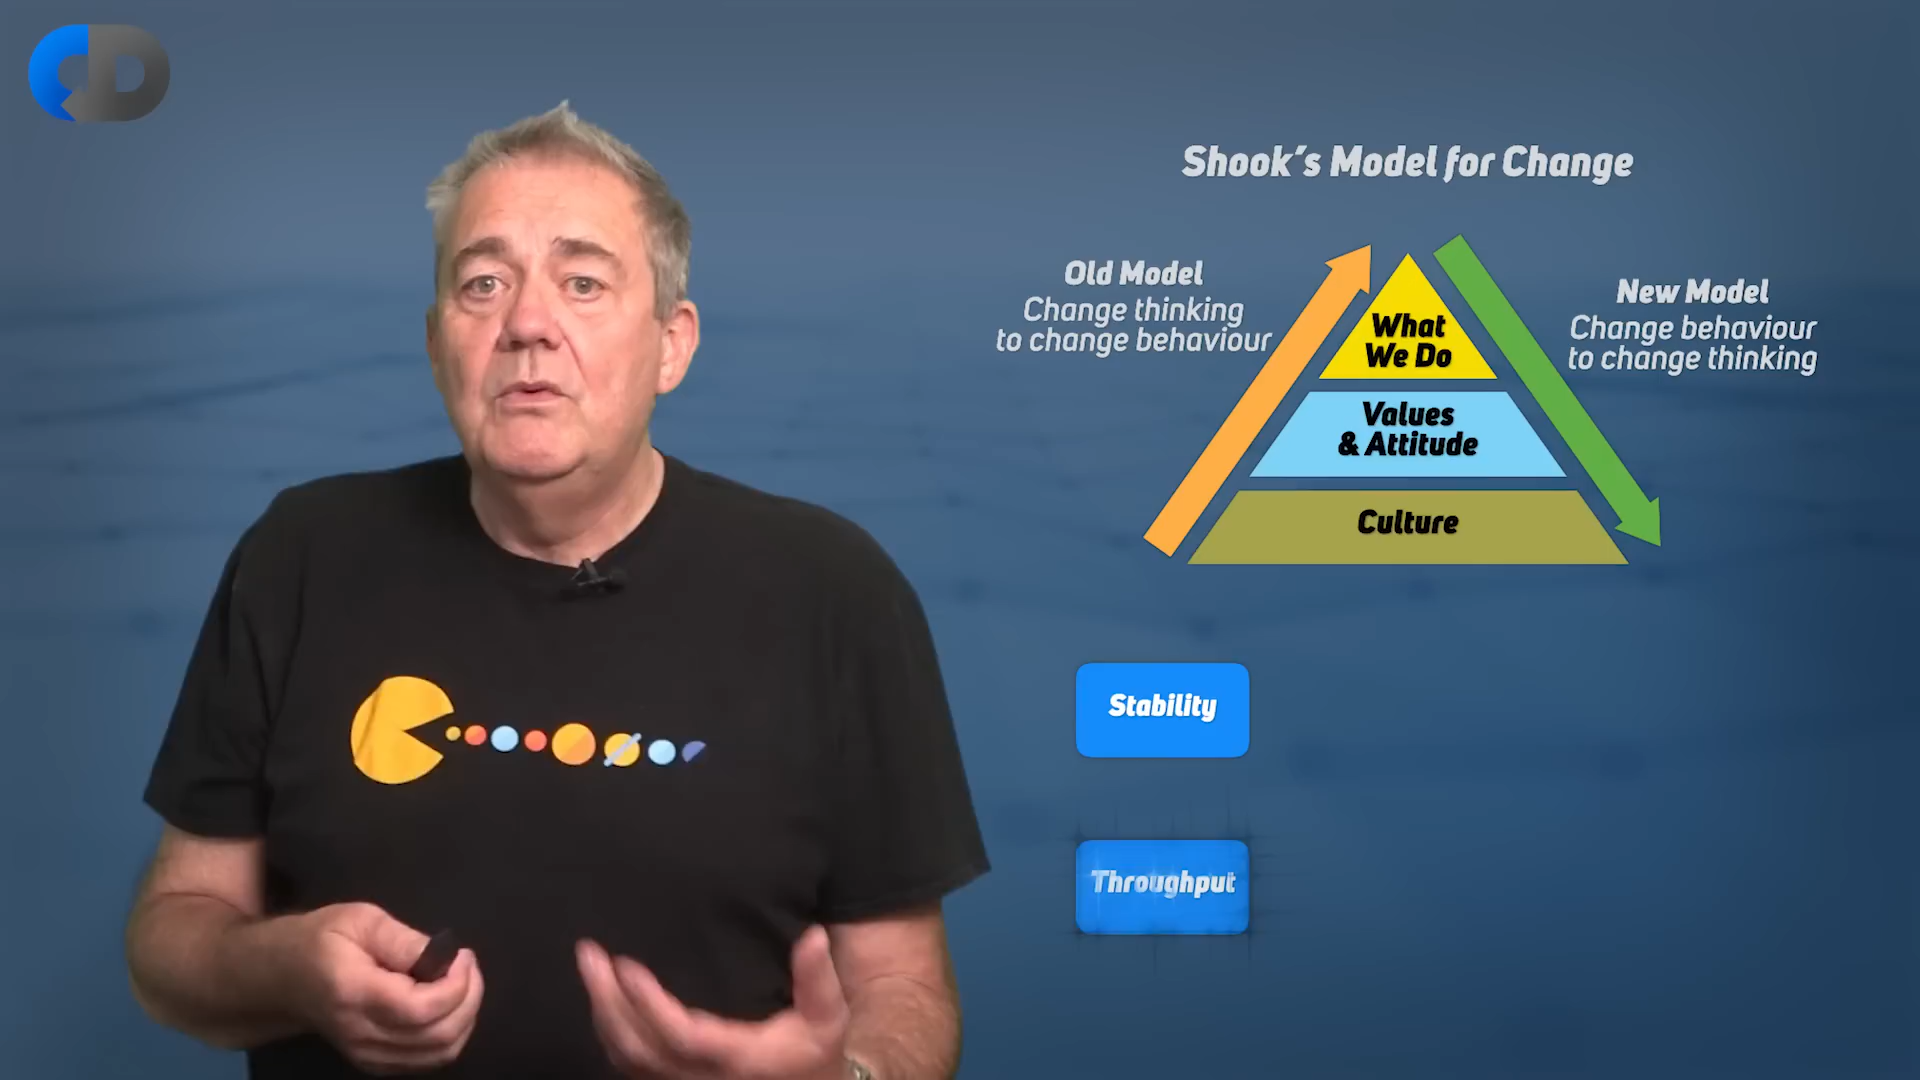 CD
Shook's Model for Change
Old Model
Change thinking
to change behaviour
New Model
Change behaviour
to change thinking
What
We Do
Values
& Attitude
Culture
Stability
Throughput